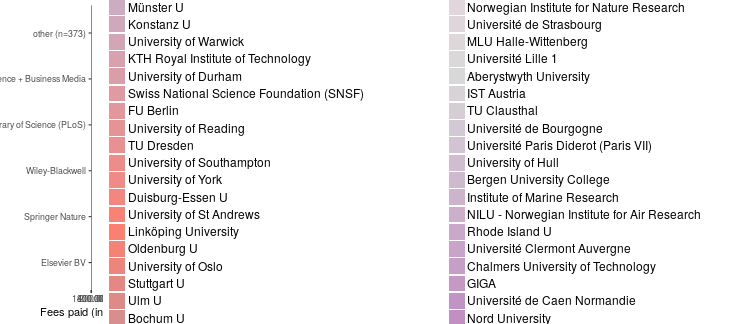 other (n=373)
ence + Business Media
rary of Science (PLoS)
Wiley-Blackwell
Springer Nature
Elsevier BV
Fees paid (in
Münster U
Konstanz U
University of Warwick
KTH Royal Institute of Technology
University of Durham
Swiss National Science Foundation (SNSF)
FU Berlin
University of Reading
TU Dresden
University of Southampton
University of York
Duisburg-Essen U
University of St Andrews
Linköping University
Oldenburg U
University of Oslo
Stuttgart U
Ulm U
Bochum U
Norwegian Institute for Nature Research
Université de Strasbourg
MLU Halle-Wittenberg
Université Lille 1
Aberystwyth University
IST Austria
TU Clausthal
Université de Bourgogne
Université Paris Diderot (Paris VII)
University of Hull
Bergen University College
Institute of Marine Research
NILU - Norwegian Institute for Air Research
Rhode Island U
Université Clermont Auvergne
Chalmers University of Technology
GIGA
Université de Caen Normandie
Nord University